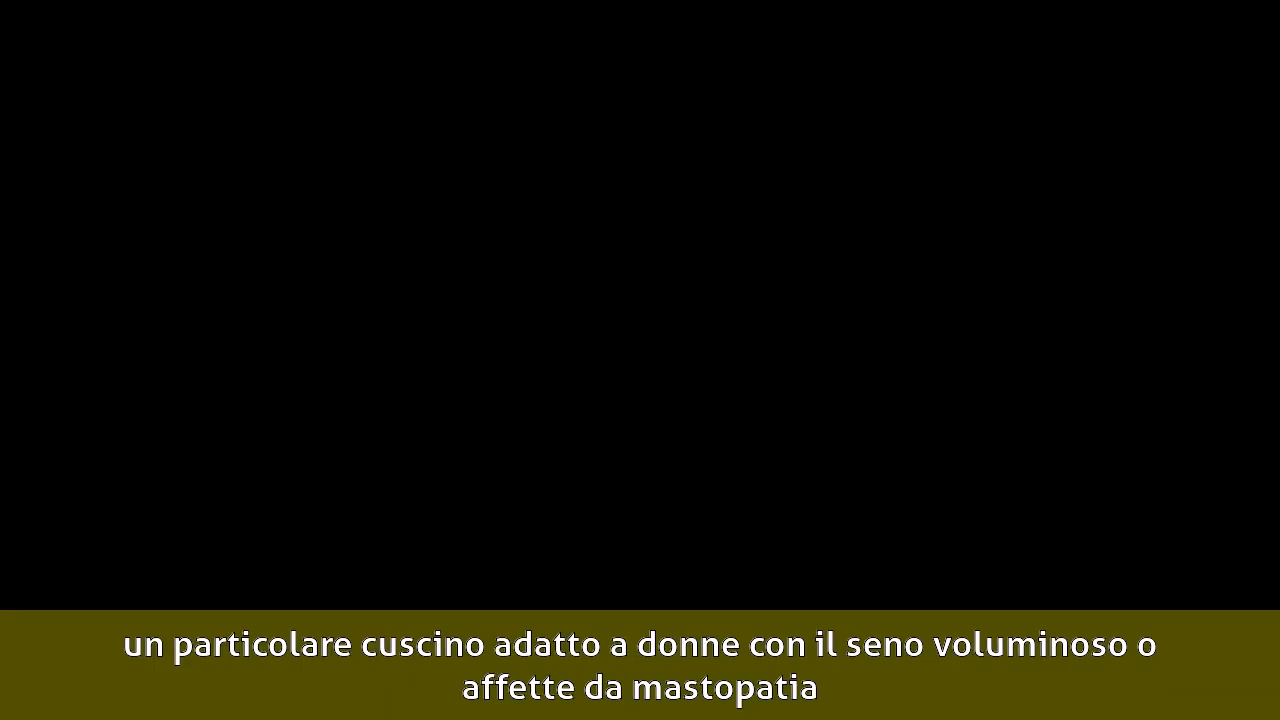 un particolare cuscino adatto a donne con il seno voluminoso o
affette da mastopatia